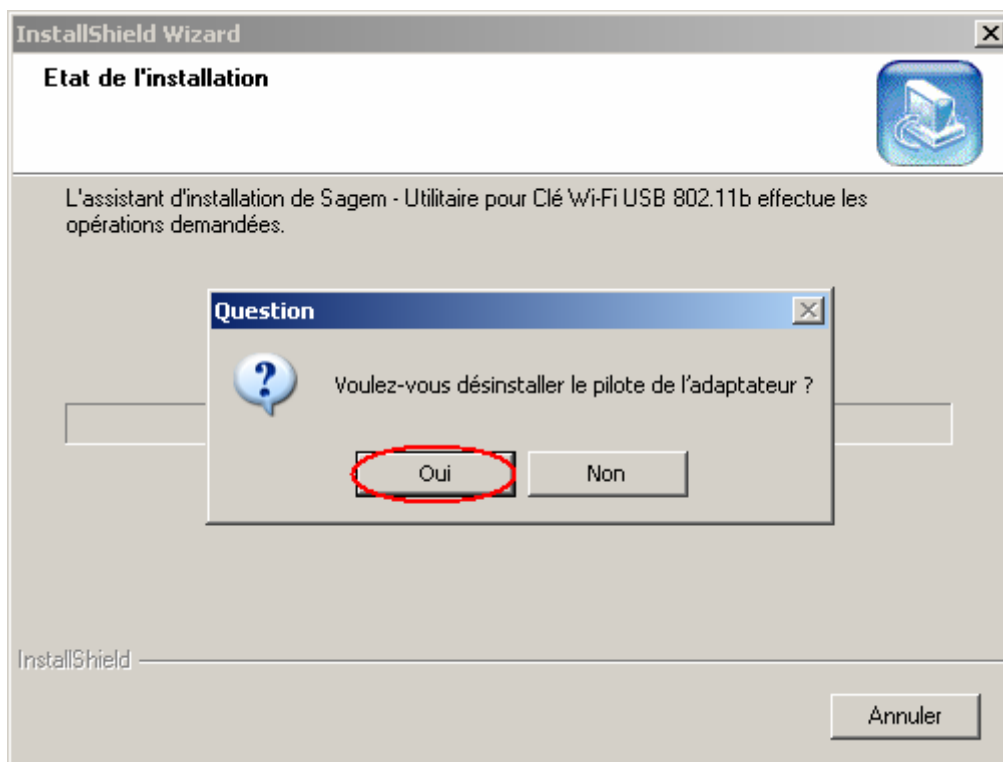 InstallShield Wizard
Etat de l'installation
L'assistant d'installation de Sagem - Utilitaire pour Clé Wi-Fi USB 802.11b effectue les
opérations demandées.
Question
Voulez-vous désinstaller le pilote de l'adaptateur ?
Oui
Non
InstallShield
Annuler